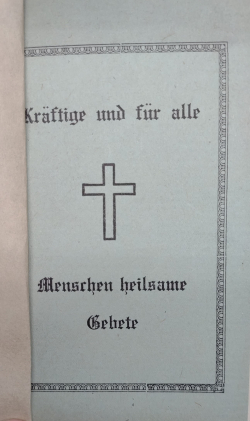 Kräftige und für alle
Menschen heilsame
Gebete